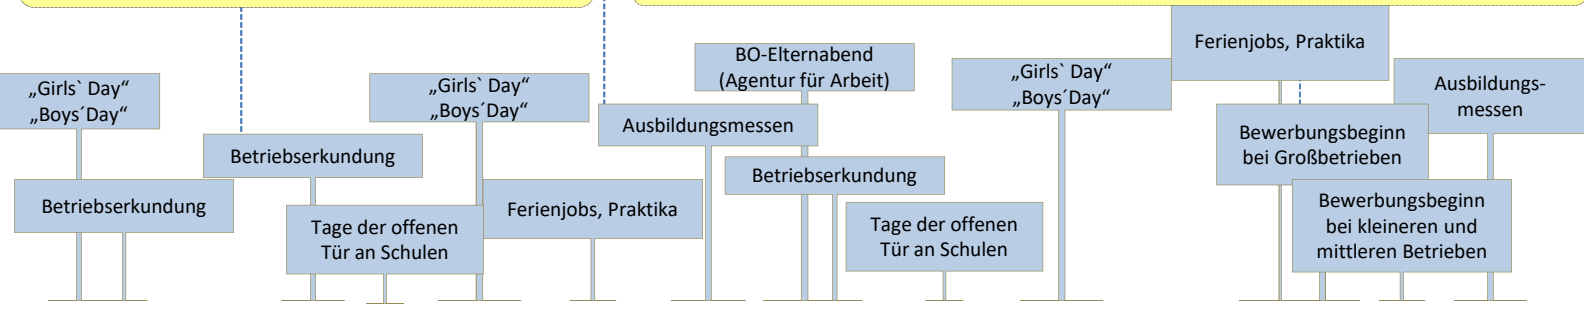 „Girls` Day“
„Boys´Day“
Betriebserkundung
Betriebserkundung
„Girls` Day“
„Boys´Day“
Tage der offenen
Tür an Schulen
Ferienjobs, Praktika
Ausbildungsmessen
BO-Elternabend
(Agentur für Arbeit)
Betriebserkundung
Tage der offenen
Tür an Schulen
„Girls` Day“
„Boys´Day“
Ferienjobs, Praktika
Bewerbungsbeginn
bei Großbetrieben
Bewerbungsbeginn
bei kleineren und
mittleren Betrieben
Ausbildungs-
messen